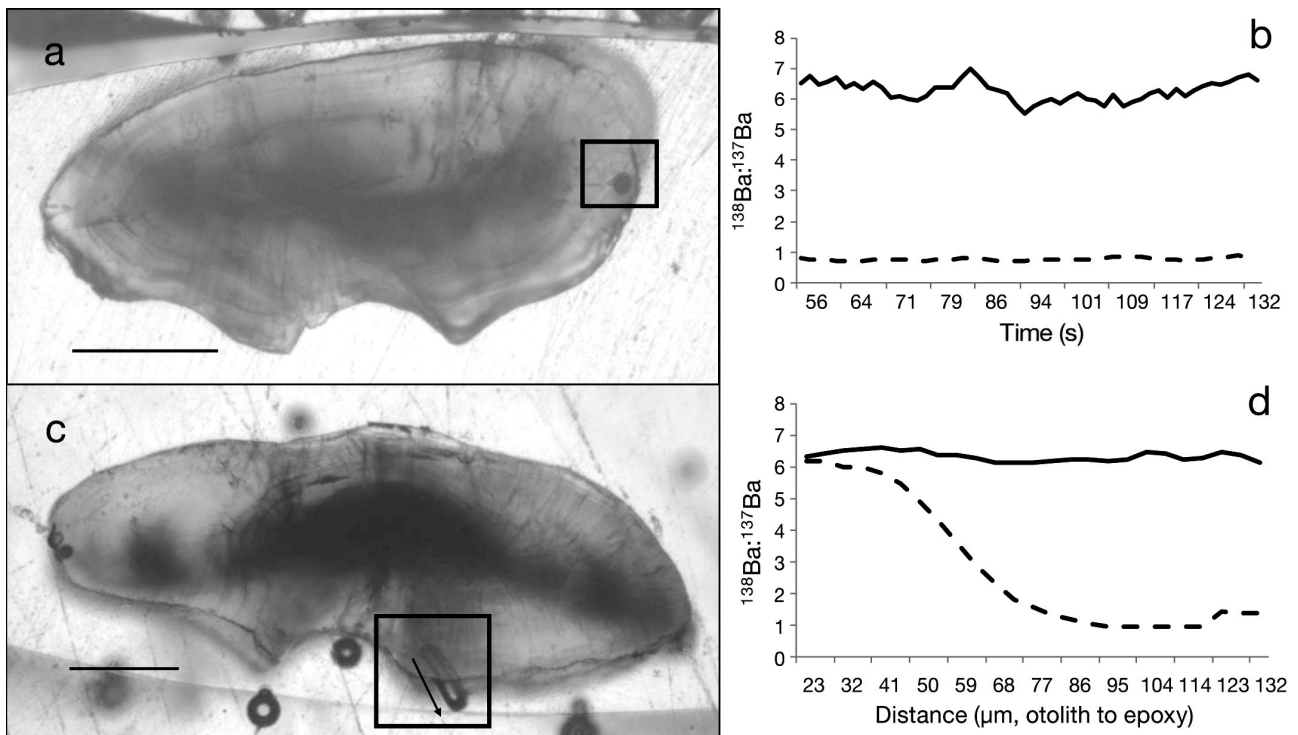 a
b
8
7
6
5
4
3
2
1
0
¹³⁸Ba:¹³⁷Ba
56 64 71 79 86 94 101 109 117 124 132
Time (s)
c
d
8
7
6
5
4
3
2
1
0
¹³⁸Ba:¹³⁷Ba
23 32 41 50 59 68 77 86 95 104 114 123 132
Distance (µm, otolith to epoxy)